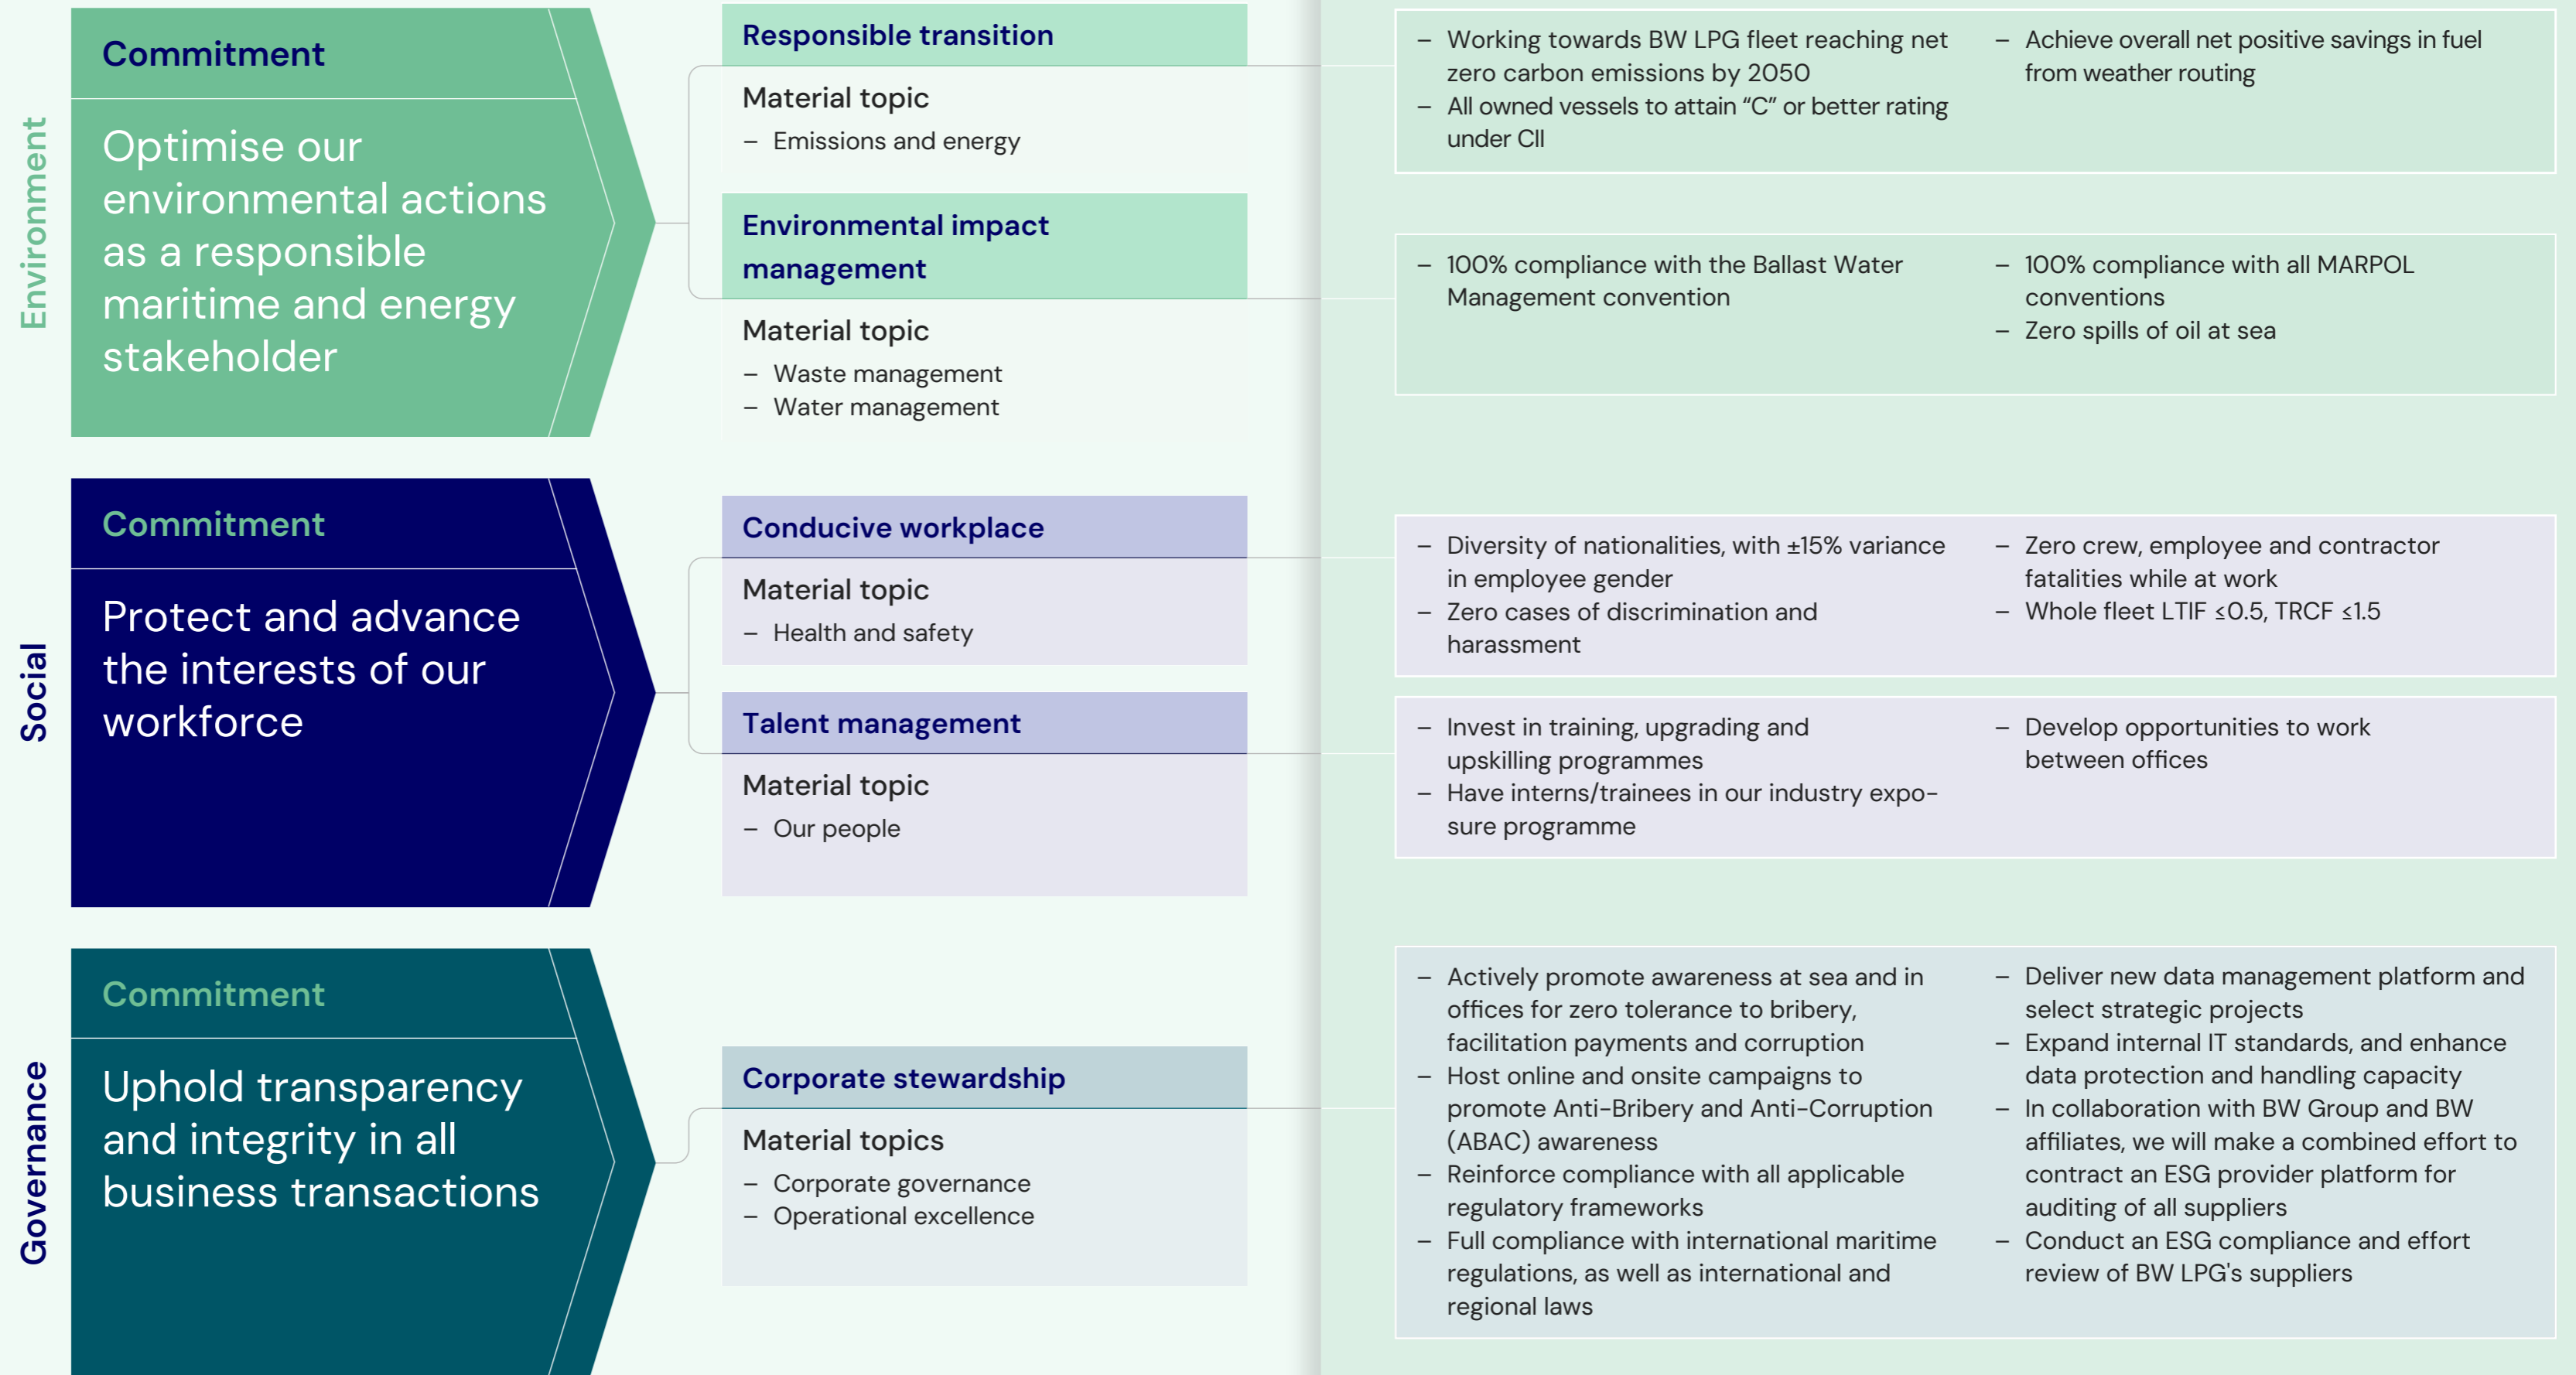 Environment
Commitment
Optimise our
environmental actions
as a responsible
maritime and energy
stakeholder
Responsible transition
Material topic
– Emissions and energy
– Working towards BW LPG fleet reaching net
zero carbon emissions by 2050
– All owned vessels to attain “C” or better rating
under CII
– Achieve overall net positive savings in fuel
from weather routing
Environmental impact
management
Material topic
– Waste management
– Water management
– 100% compliance with the Ballast Water
Management convention
– 100% compliance with all MARPOL
conventions
– Zero spills of oil at sea
Social
Commitment
Protect and advance
the interests of our
workforce
Conducive workplace
Material topic
– Health and safety
– Diversity of nationalities, with ±15% variance
in employee gender
– Zero cases of discrimination and
harassment
– Zero crew, employee and contractor
fatalities while at work
– Whole fleet LTIF ≤0.5, TRCF ≤1.5
Talent management
Material topic
– Our people
– Invest in training, upgrading and
upskilling programmes
– Have interns/trainees in our industry expo-
sure programme
– Develop opportunities to work
between offices
Governance
Commitment
Uphold transparency
and integrity in all
business transactions
Corporate stewardship
Material topics
– Corporate governance
– Operational excellence
– Actively promote awareness at sea and in
offices for zero tolerance to bribery,
facilitation payments and corruption
– Host online and onsite campaigns to
promote Anti-Bribery and Anti-Corruption
(ABAC) awareness
– Reinforce compliance with all applicable
regulatory frameworks
– Full compliance with international maritime
regulations, as well as international and
regional laws
– Deliver new data management platform and
select strategic projects
– Expand internal IT standards, and enhance
data protection and handling capacity
– In collaboration with BW Group and BW
affiliates, we will make a combined effort to
contract an ESG provider platform for
auditing of all suppliers
– Conduct an ESG compliance and effort
review of BW LPG's suppliers